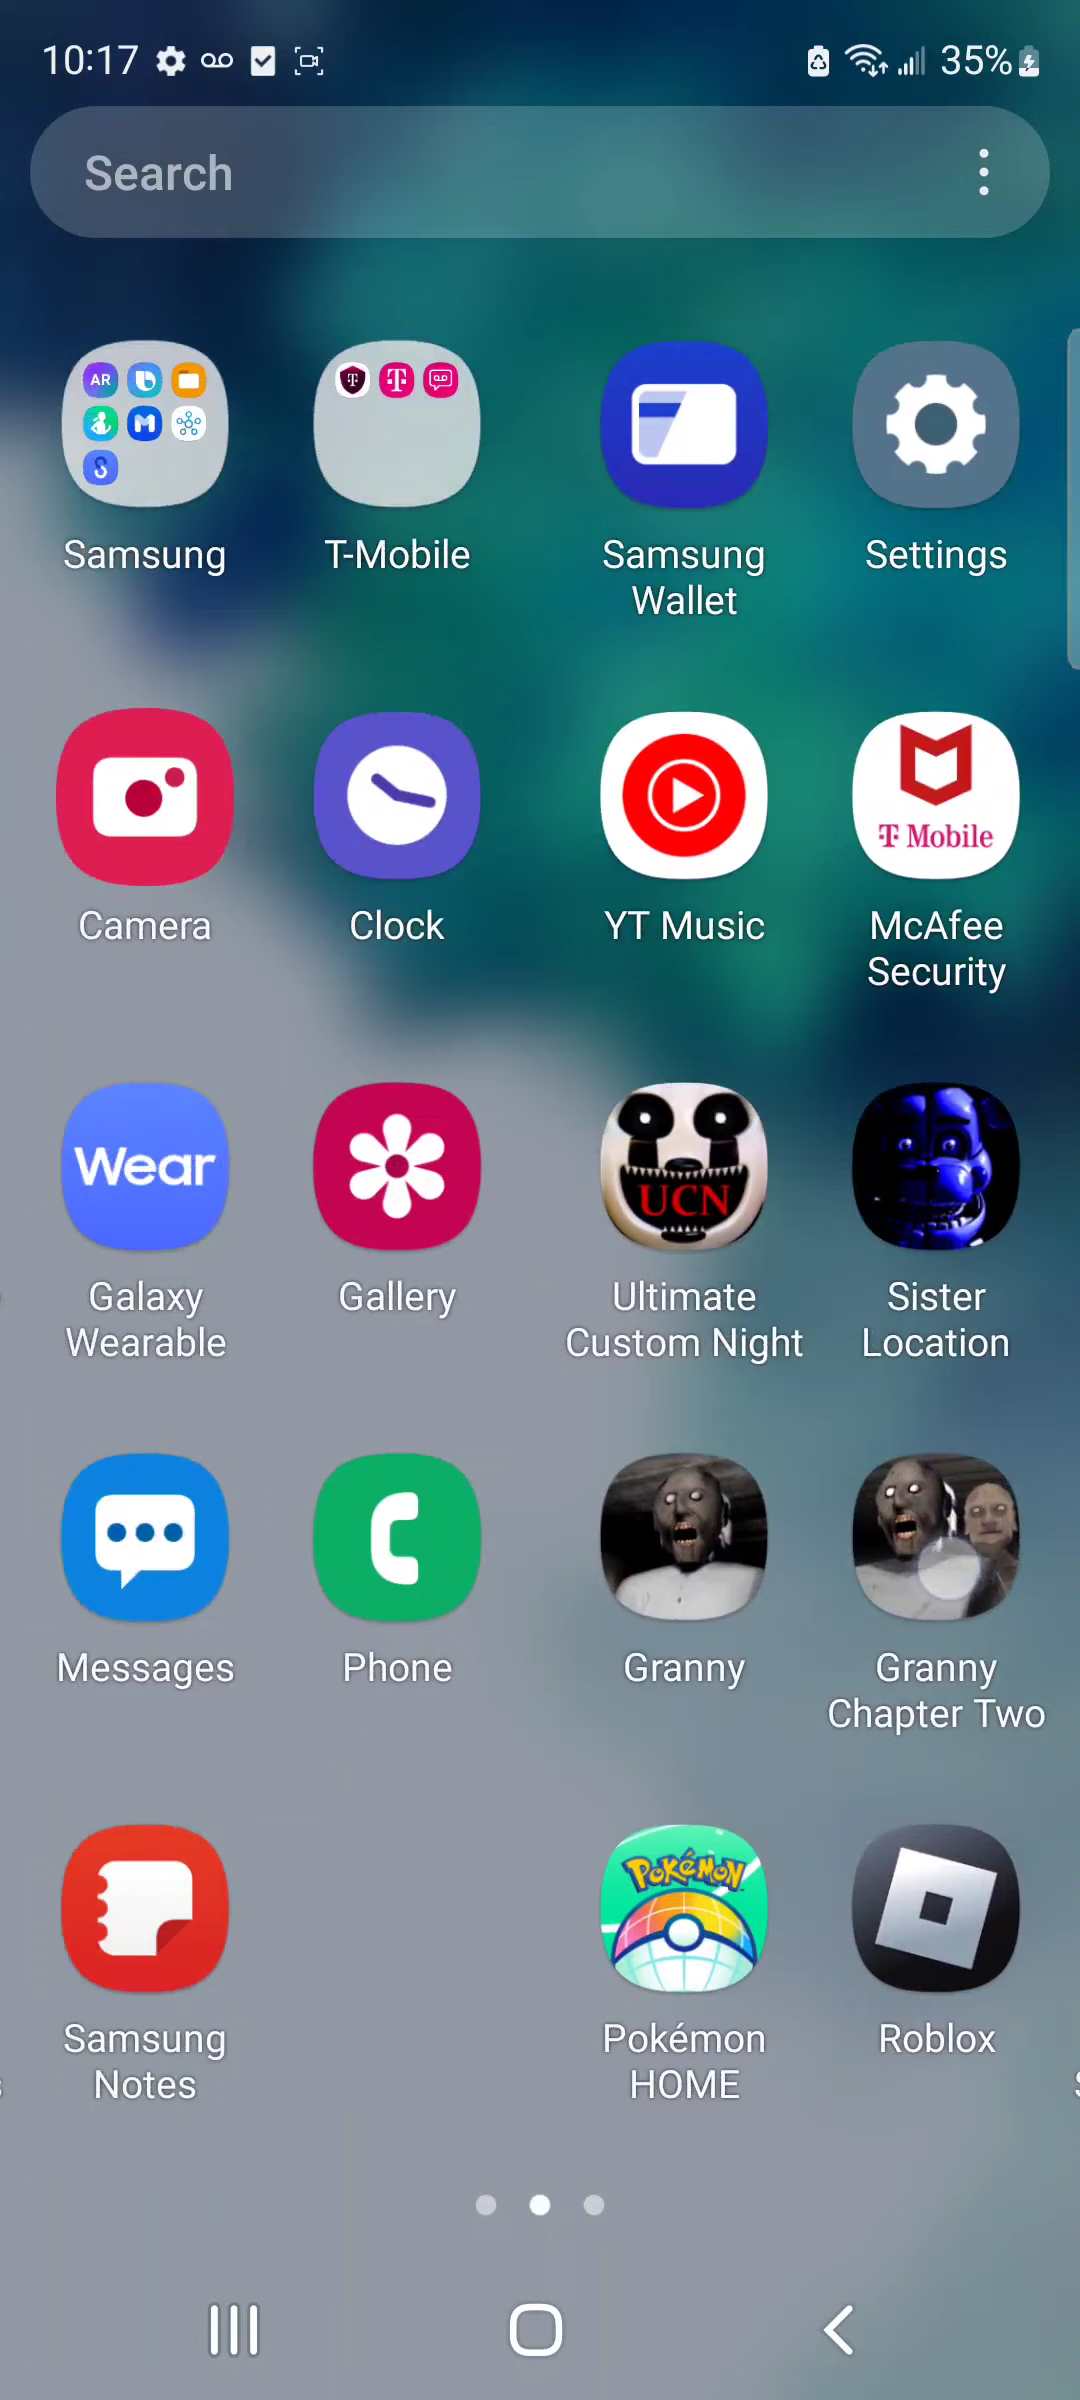 10:17
35%
Search
AR
Samsung
T-Mobile
Samsung
Wallet
Settings
Camera
Clock
YT Music
T Mobile
McAfee
Security
Wear
Galaxy
Wearable
Gallery
UCN
Ultimate
Custom Night
Sister
Location
Messages
Phone
Granny
Granny
Chapter Two
Samsung
Notes
POKéMON
Pokémon
HOME
Roblox